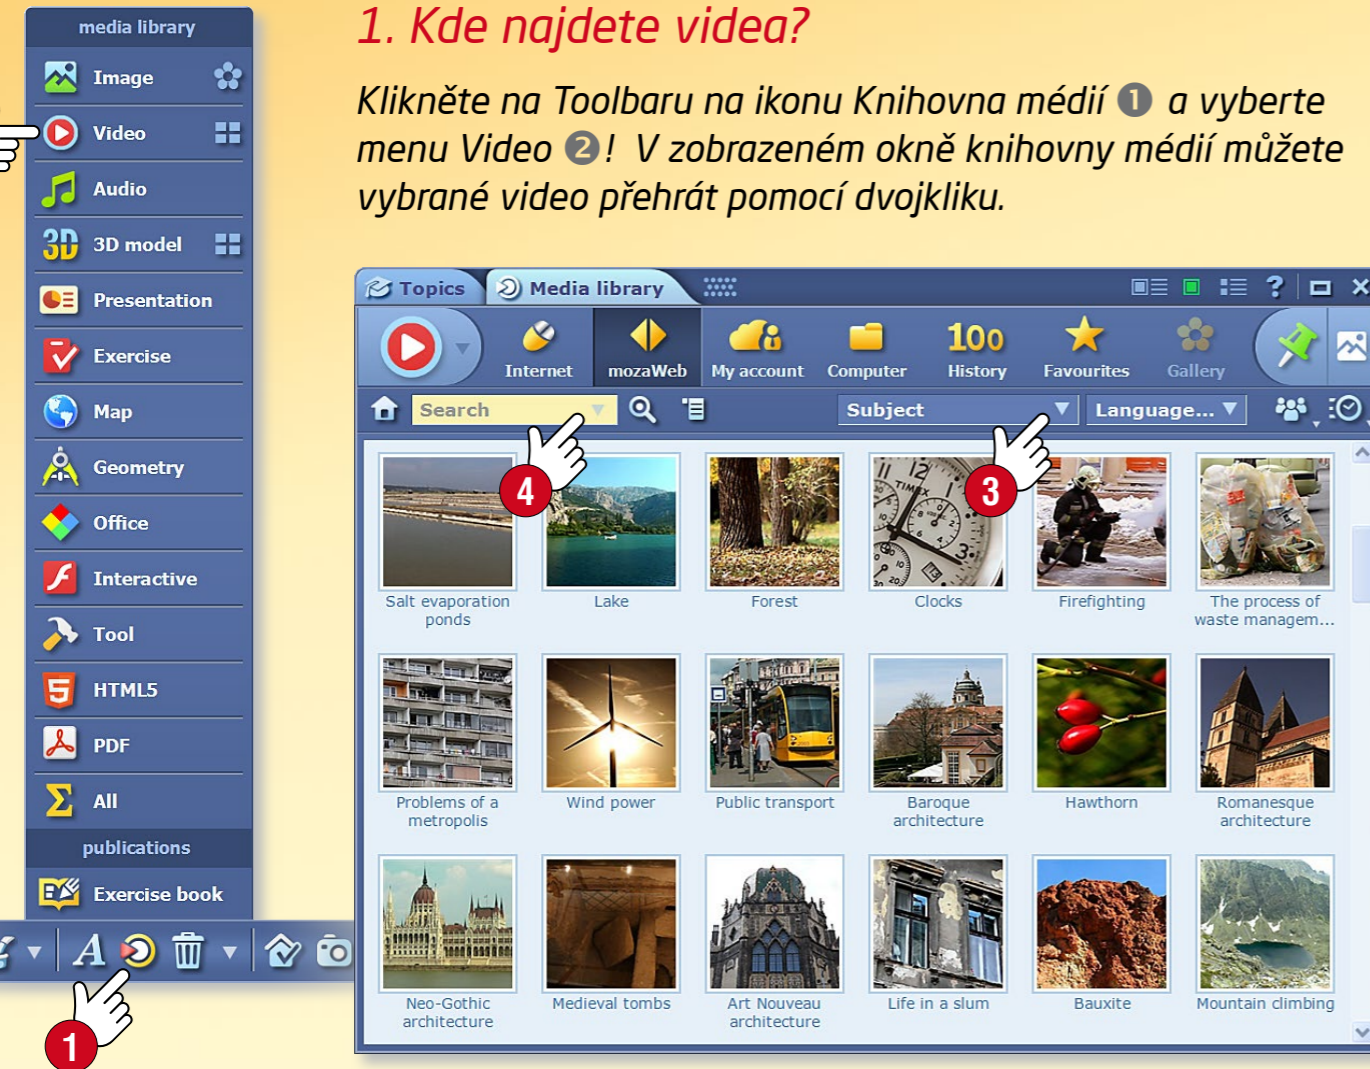 media library
Image
Video
Audio
3D 3D model
Presentation
Exercise
Map
Geometry
Office
Interactive
Tool
HTML5
PDF
All
publications
Exercise book
A
1
1. Kde najdete videa?
Klikněte na Toolbaru na ikonu Knihovna médií ❶ a vyberte
menu Video ❷! V zobrazeném okně knihovny médií můžete
vybrané video přehrát pomocí dvojkliku.
Topics Media library ?
Internet mozaWeb My account Computer 100 History Favourites Gallery
Search Subject Language...
4 3
TIMEX
Salt evaporation
ponds
Lake
Forest
Clocks
Firefighting
The process of
waste managem...
Problems of a
metropolis
Wind power
Public transport
Baroque
architecture
Hawthorn
Romanesque
architecture
Neo-Gothic
architecture
Medieval tombs
Art Nouveau
architecture
Life in a slum
Bauxite
Mountain climbing